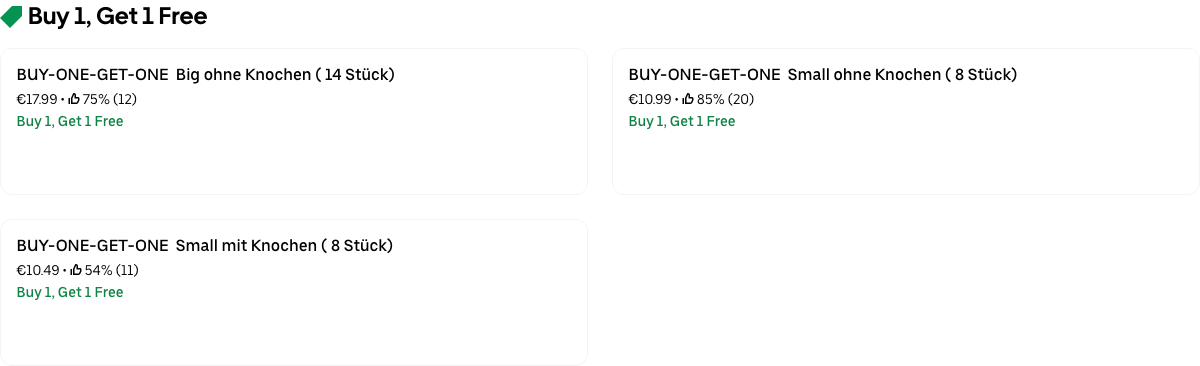 Buy 1, Get 1 Free
BUY-ONE-GET-ONE  Big ohne Knochen ( 14 Stück)
€17.99 • 75% (12)
Buy 1, Get 1 Free
BUY-ONE-GET-ONE  Small ohne Knochen ( 8 Stück)
€10.99 • 85% (20)
Buy 1, Get 1 Free
BUY-ONE-GET-ONE  Small mit Knochen ( 8 Stück)
€10.49 • 54% (11)
Buy 1, Get 1 Free